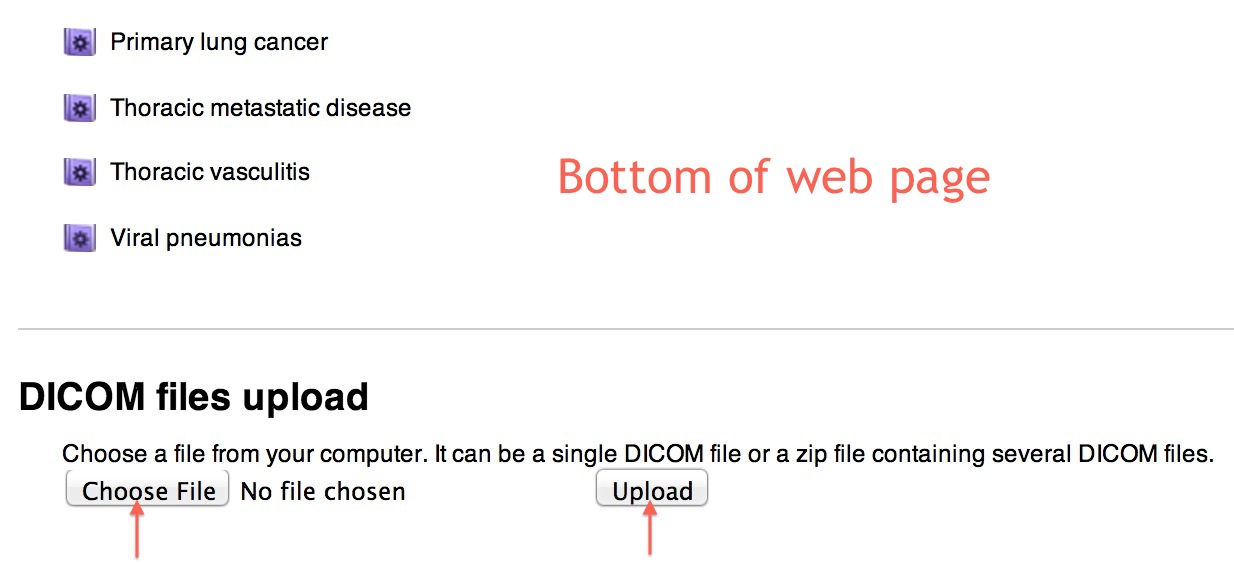 Primary lung cancer
Thoracic metastatic disease
Thoracic vasculitis
Bottom of web page
Viral pneumonias
DICOM files upload
Choose a file from your computer. It can be a single DICOM file or a zip file containing several DICOM files.
Choose File No file chosen Upload